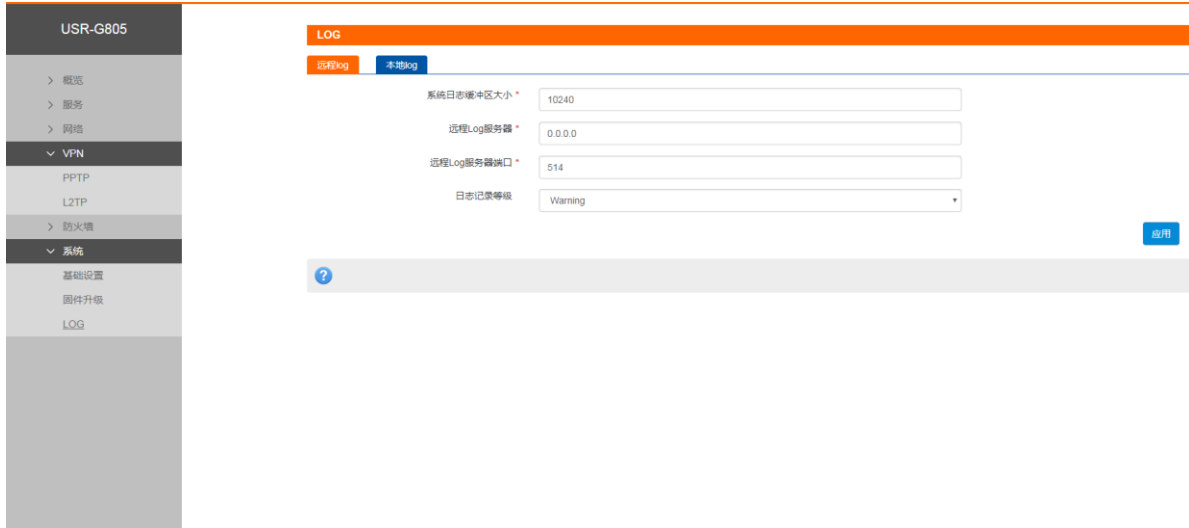 USR-G805
概览
服务
网络
VPN
PPTP
L2TP
防火墙
系统
基础设置
固件升级
LOG
LOG
远程log
本地log
系统日志缓冲区大小 *
10240
远程Log服务器 *
0.0.0.0
远程Log服务器端口 *
514
日志记录等级
Warning
应用
?